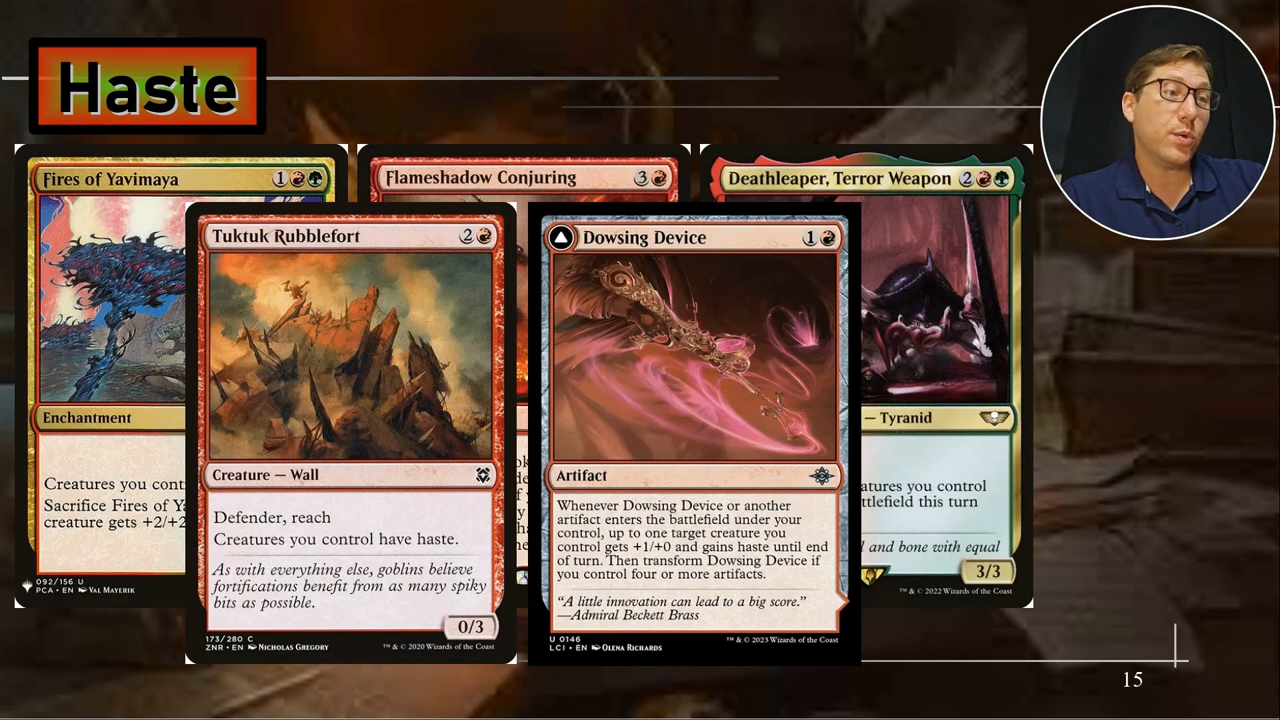 Haste
Fires of Yavimaya 1
Flameshadow Conjuring 3
Deathleaper, Terror Weapon 2
Tuktuk Rubblefort 2
Dowsing Device 1
Enchantment
— Tyranid
Creatures you cont
Sacrifice Fires of Y
creature gets +2/+2
092/156 U
PCA • EN VAL MAYERIK
Creature — Wall
Defender, reach
Creatures you control have haste.
As with everything else, goblins believe
fortifications benefit from as many spiky
bits as possible.
0/3
173/280 C
ZNR • EN NICHOLAS GREGORY
™ & © 2020 Wizards of the Coast
Artifact
Whenever Dowsing Device or another
artifact enters the battlefield under your
control, up to one target creature you
control gets +1/+0 and gains haste until end
of turn. Then transform Dowsing Device if
you control four or more artifacts.
“A little innovation can lead to a big score.”
—Admiral Beckett Brass
U 0146
LCI • EN OLENA RICHARDS
™ & © 2023 Wizards of the Coast
atures you control
ttlefield this turn
and bone with equal
3/3
™ & © 2022 Wizards of the Coast
15